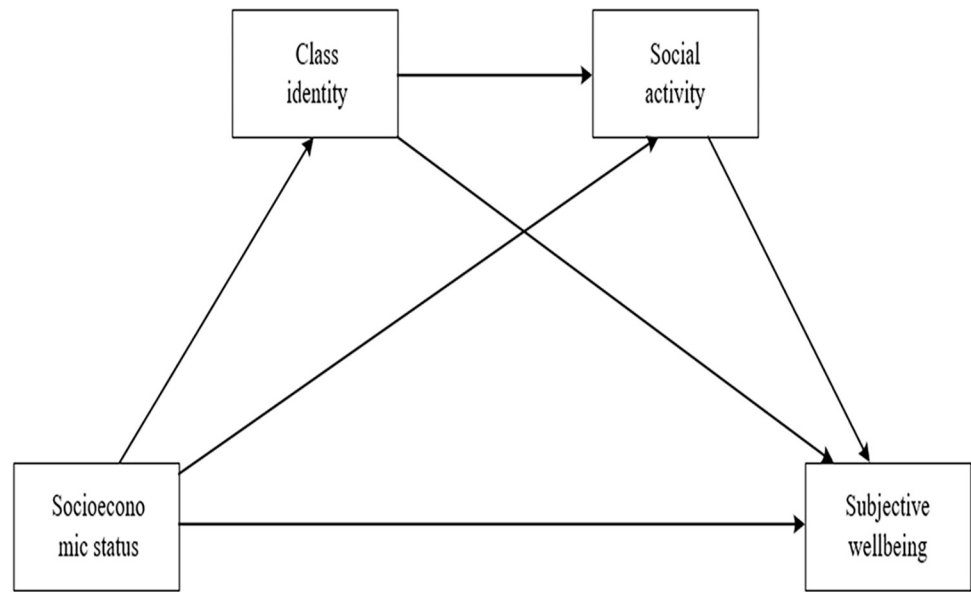 Class
identity
Social
activity
Socioecono
mic status
Subjective
wellbeing